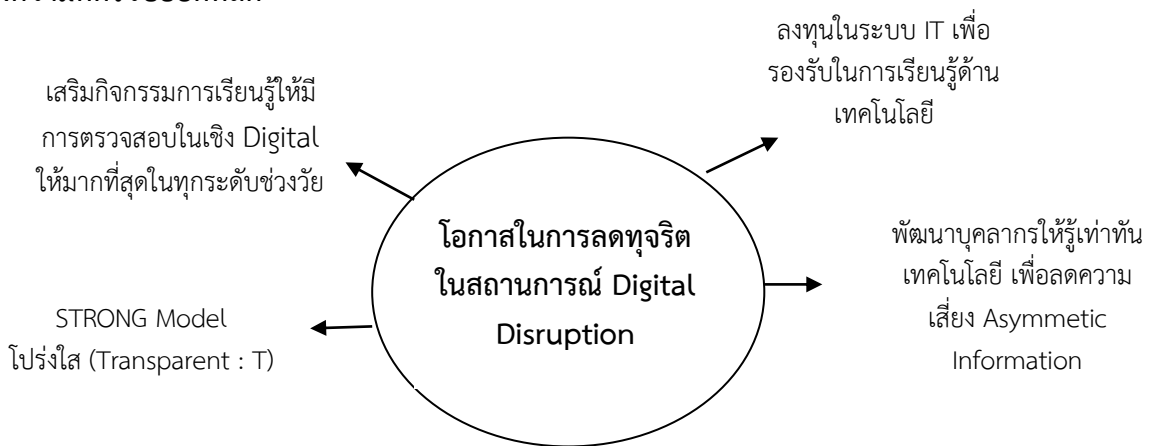 ลงทุนในระบบ IT เพื่อ
รองรับในการเรียนรู้ด้าน
เทคโนโลยี
เสริมกิจกรรมการเรียนรู้ให้มี
การตรวจสอบในเชิง Digital
ให้มากที่สุดในทุกระดับช่วงวัย
โอกาสในการลดทุจริต
ในสถานการณ์ Digital
Disruption
พัฒนาบุคลากรให้รู้เท่าทัน
เทคโนโลยี เพื่อลดความ
เสี่ยง Asymmetic
Information
STRONG Model
โปร่งใส (Transparent : T)